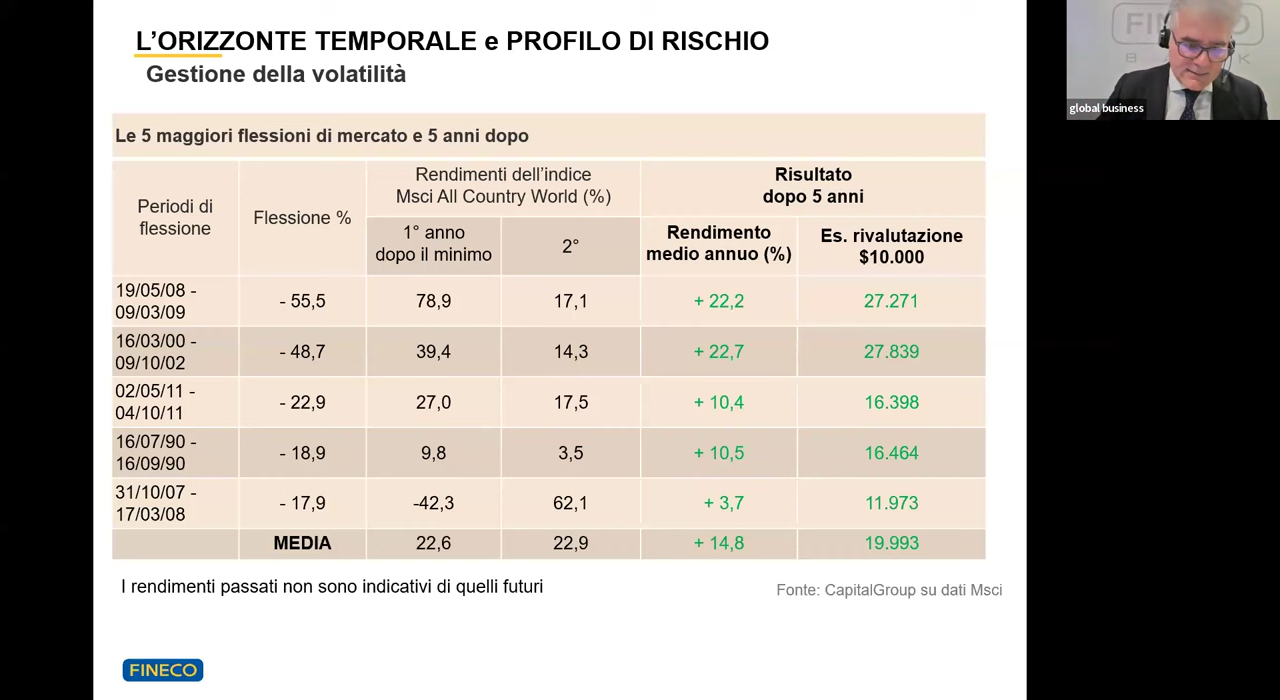 L'ORIZZONTE TEMPORALE e PROFILO DI RISCHIO
Gestione della volatilità
FINECO
BANK
global business
Le 5 maggiori flessioni di mercato e 5 anni dopo
Periodi di
flessione
Flessione %
Rendimenti dell'indice
Msci All Country World (%)
Risultato
dopo 5 anni
1° anno
dopo il minimo
2°
Rendimento
medio annuo (%)
Es. rivalutazione
$10.000
19/05/08 -
09/03/09
- 55,5
78,9
17,1
+ 22,2
27.271
16/03/00 -
09/10/02
- 48,7
39,4
14,3
+ 22,7
27.839
02/05/11 -
04/10/11
- 22,9
27,0
17,5
+ 10,4
16.398
16/07/90 -
16/09/90
- 18,9
9,8
3,5
+ 10,5
16.464
31/10/07 -
17/03/08
- 17,9
-42,3
62,1
+ 3,7
11.973
MEDIA
22,6
22,9
+ 14,8
19.993
I rendimenti passati non sono indicativi di quelli futuri
Fonte: CapitalGroup su dati Msci
FINECO